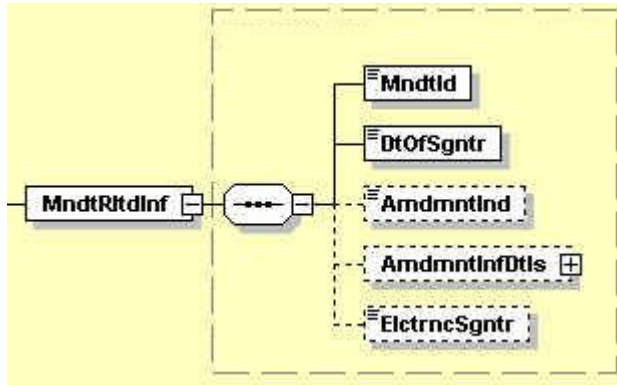 MndtId
DtOfSgntr
MndtRltdInf
AmdmntInd
AmdmntInfDtls
ElctrncSgntr